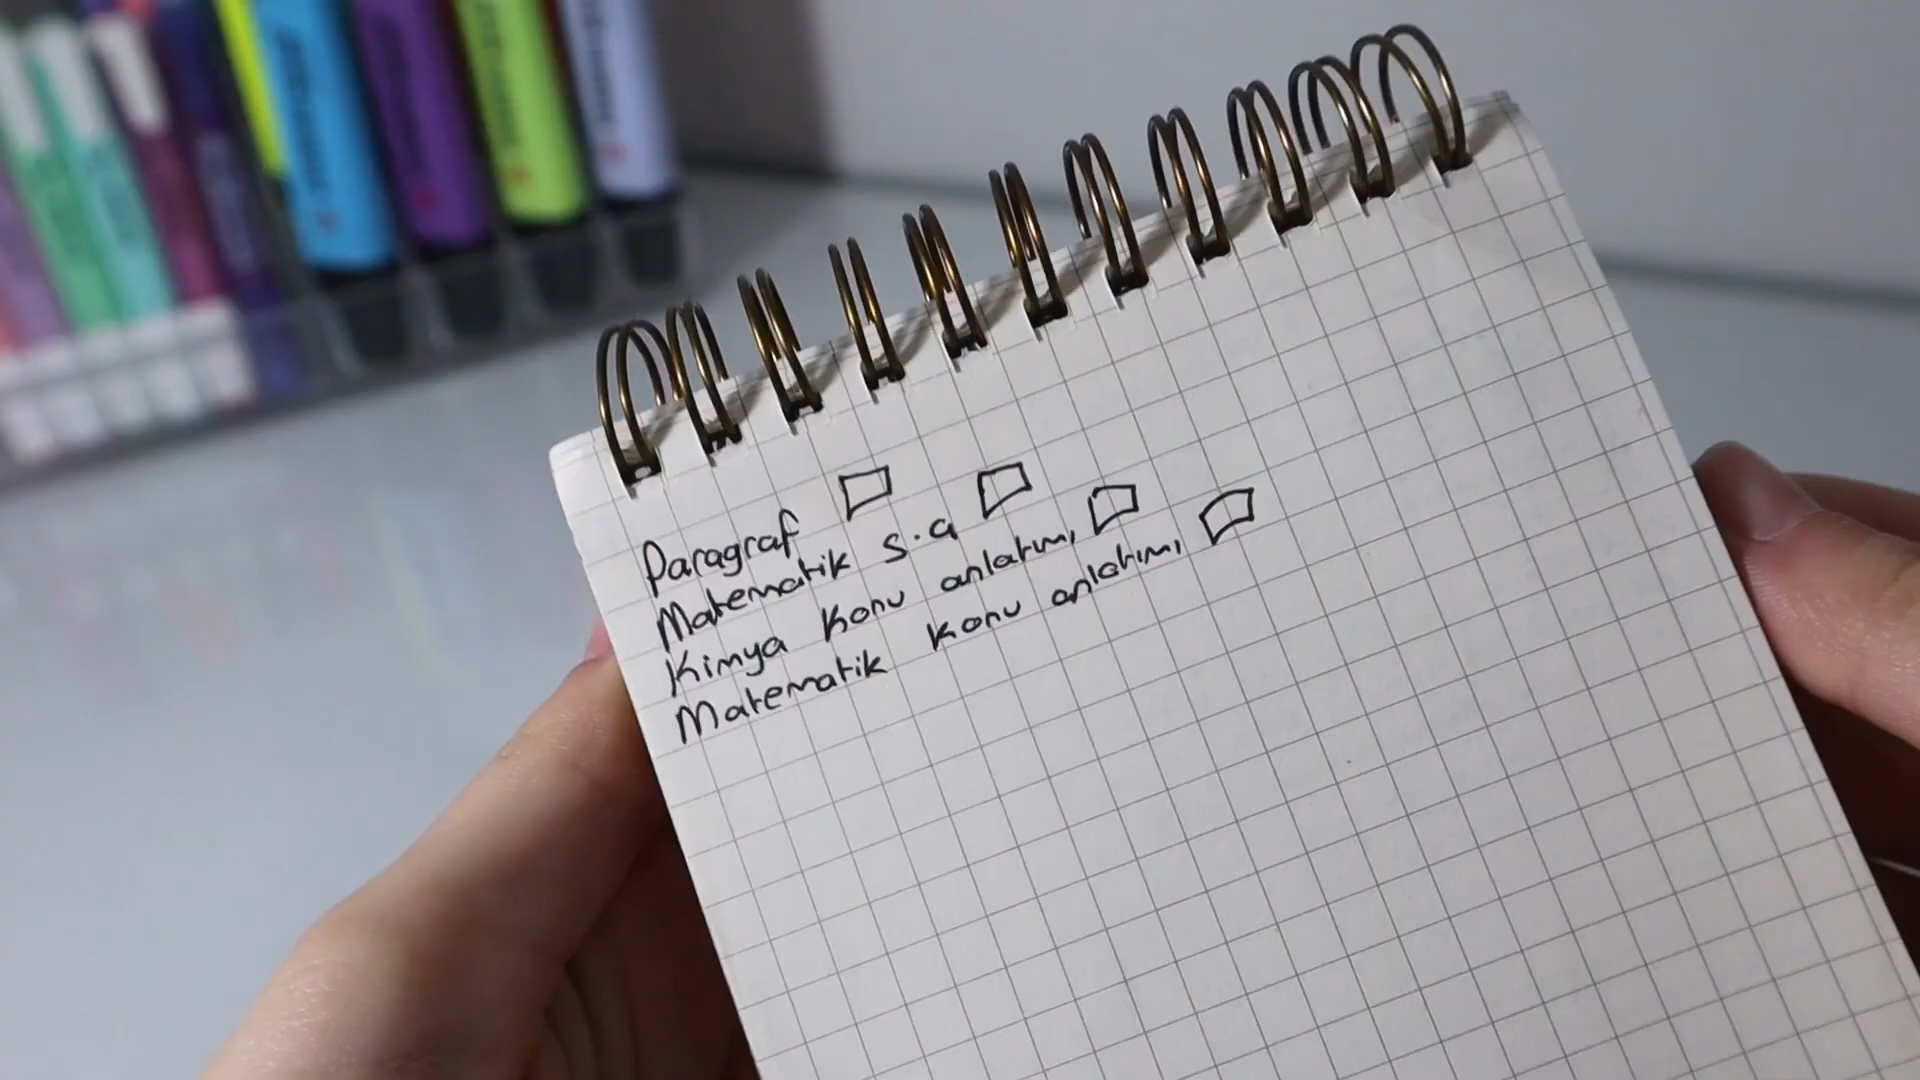 Paragraf
Matematik s.a
Kimya Konu anlatımı
Matematik Konu anlatımı